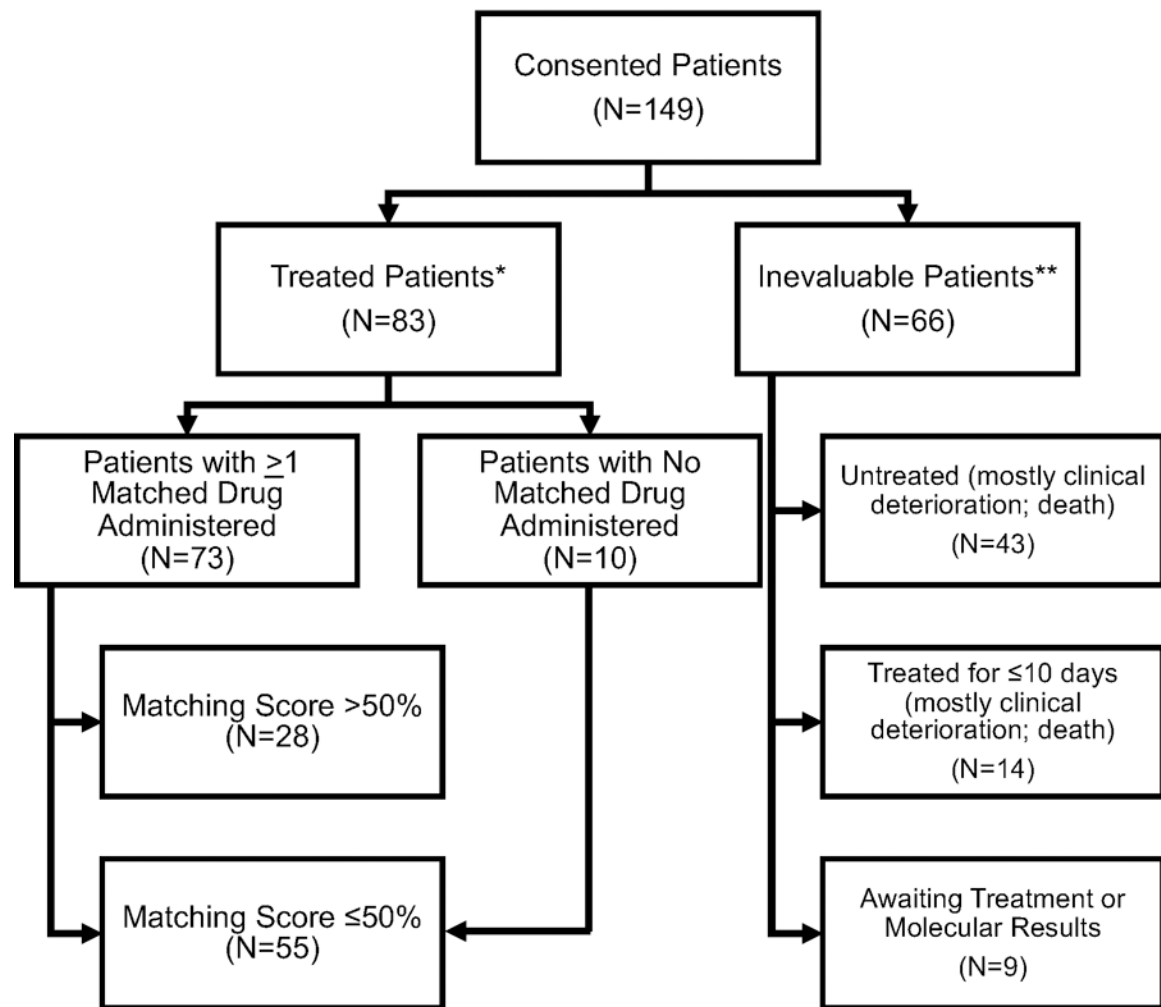 Consented Patients
(N=149)
Treated Patients*
(N=83)
Inevaluable Patients**
(N=66)
Patients with ≥1
Matched Drug
Administered
(N=73)
Patients with No
Matched Drug
Administered
(N=10)
Untreated (mostly clinical
deterioration; death)
(N=43)
Matching Score >50%
(N=28)
Treated for ≤10 days
(mostly clinical
deterioration; death)
(N=14)
Matching Score ≤50%
(N=55)
Awaiting Treatment or
Molecular Results
(N=9)